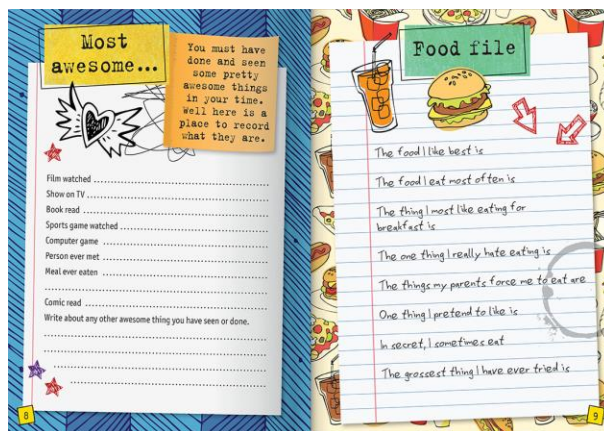 Most
awesome...
You must have
done and seen
some pretty
awesome things
in your time.
Well here is a
place to record
what they are.
Film watched
Show on TV
Book read
Sports game watched
Computer game
Person ever met
Meal ever eaten
Comic read
Write about any other awesome thing you have seen or done.
8
Food file
The food I like best is
The food I eat most often is
The thing I most like eating for
breakfast is
The one thing I really hate eating is
The things my parents force me to eat are
One thing I pretend to like is
In secret, I sometimes eat
The grossest thing I have ever tried is
9